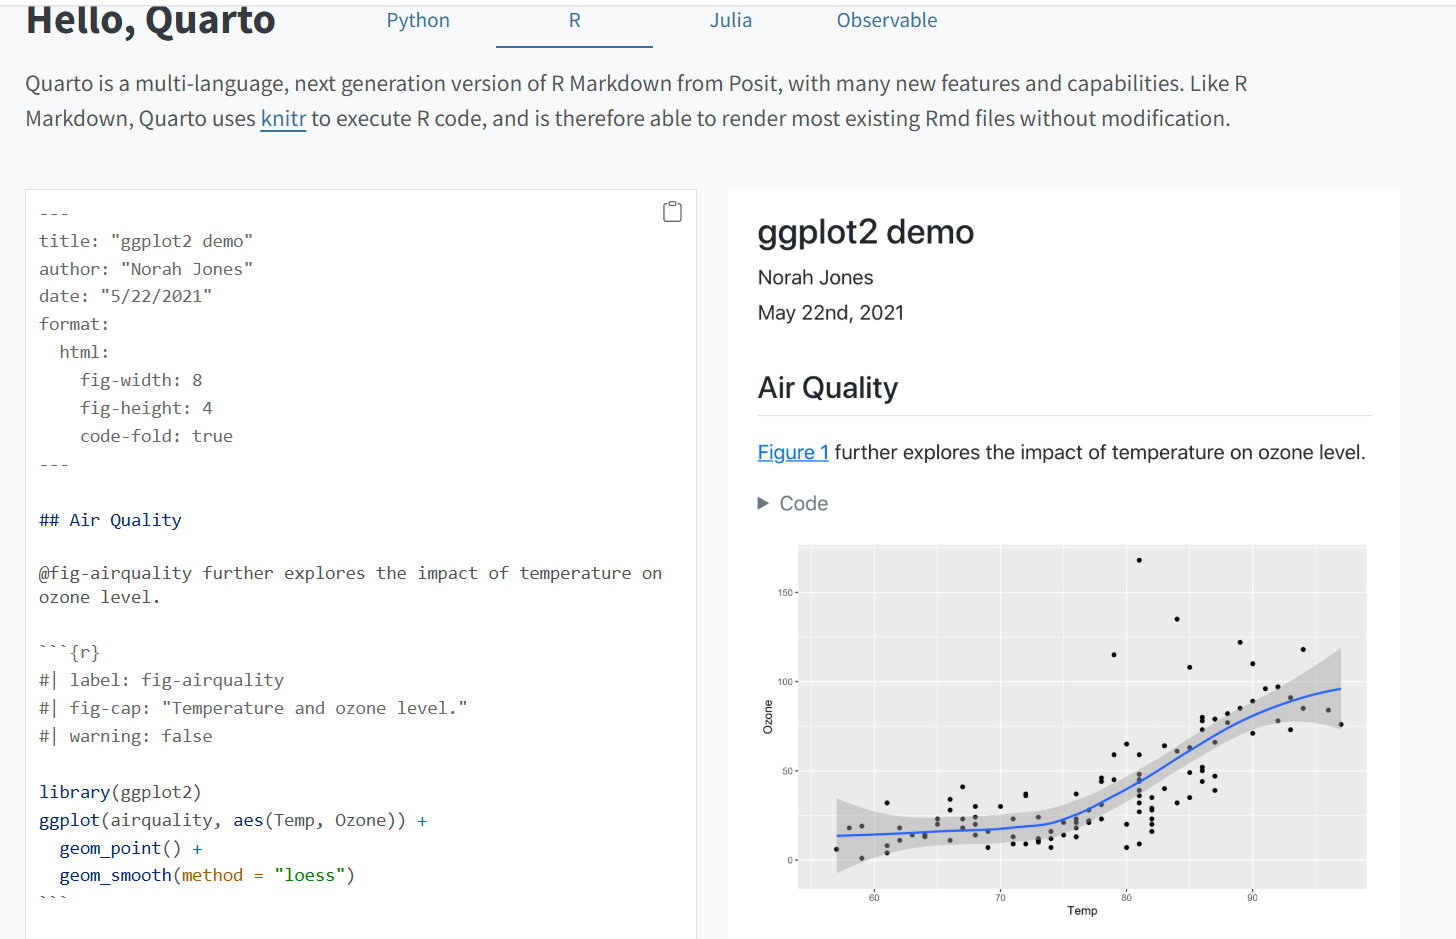 Hello, Quarto
Python
R
Julia
Observable
Quarto is a multi-language, next generation version of R Markdown from Posit, with many new features and capabilities. Like R
Markdown, Quarto uses knitr to execute R code, and is therefore able to render most existing Rmd files without modification.
---
title: "ggplot2 demo"
author: "Norah Jones"
date: "5/22/2021"
format:
  html:
    fig-width: 8
    fig-height: 4
    code-fold: true
---
## Air Quality
@fig-airquality further explores the impact of temperature on
ozone level.
```{r}
#| label: fig-airquality
#| fig-cap: "Temperature and ozone level."
#| warning: false
library(ggplot2)
ggplot(airquality, aes(Temp, Ozone)) +
  geom_point() +
  geom_smooth(method = "loess")
```
ggplot2 demo
Norah Jones
May 22nd, 2021
Air Quality
Figure 1 further explores the impact of temperature on ozone level.
Code
150
100
50
0
Ozone
60 70 80 90
Temp